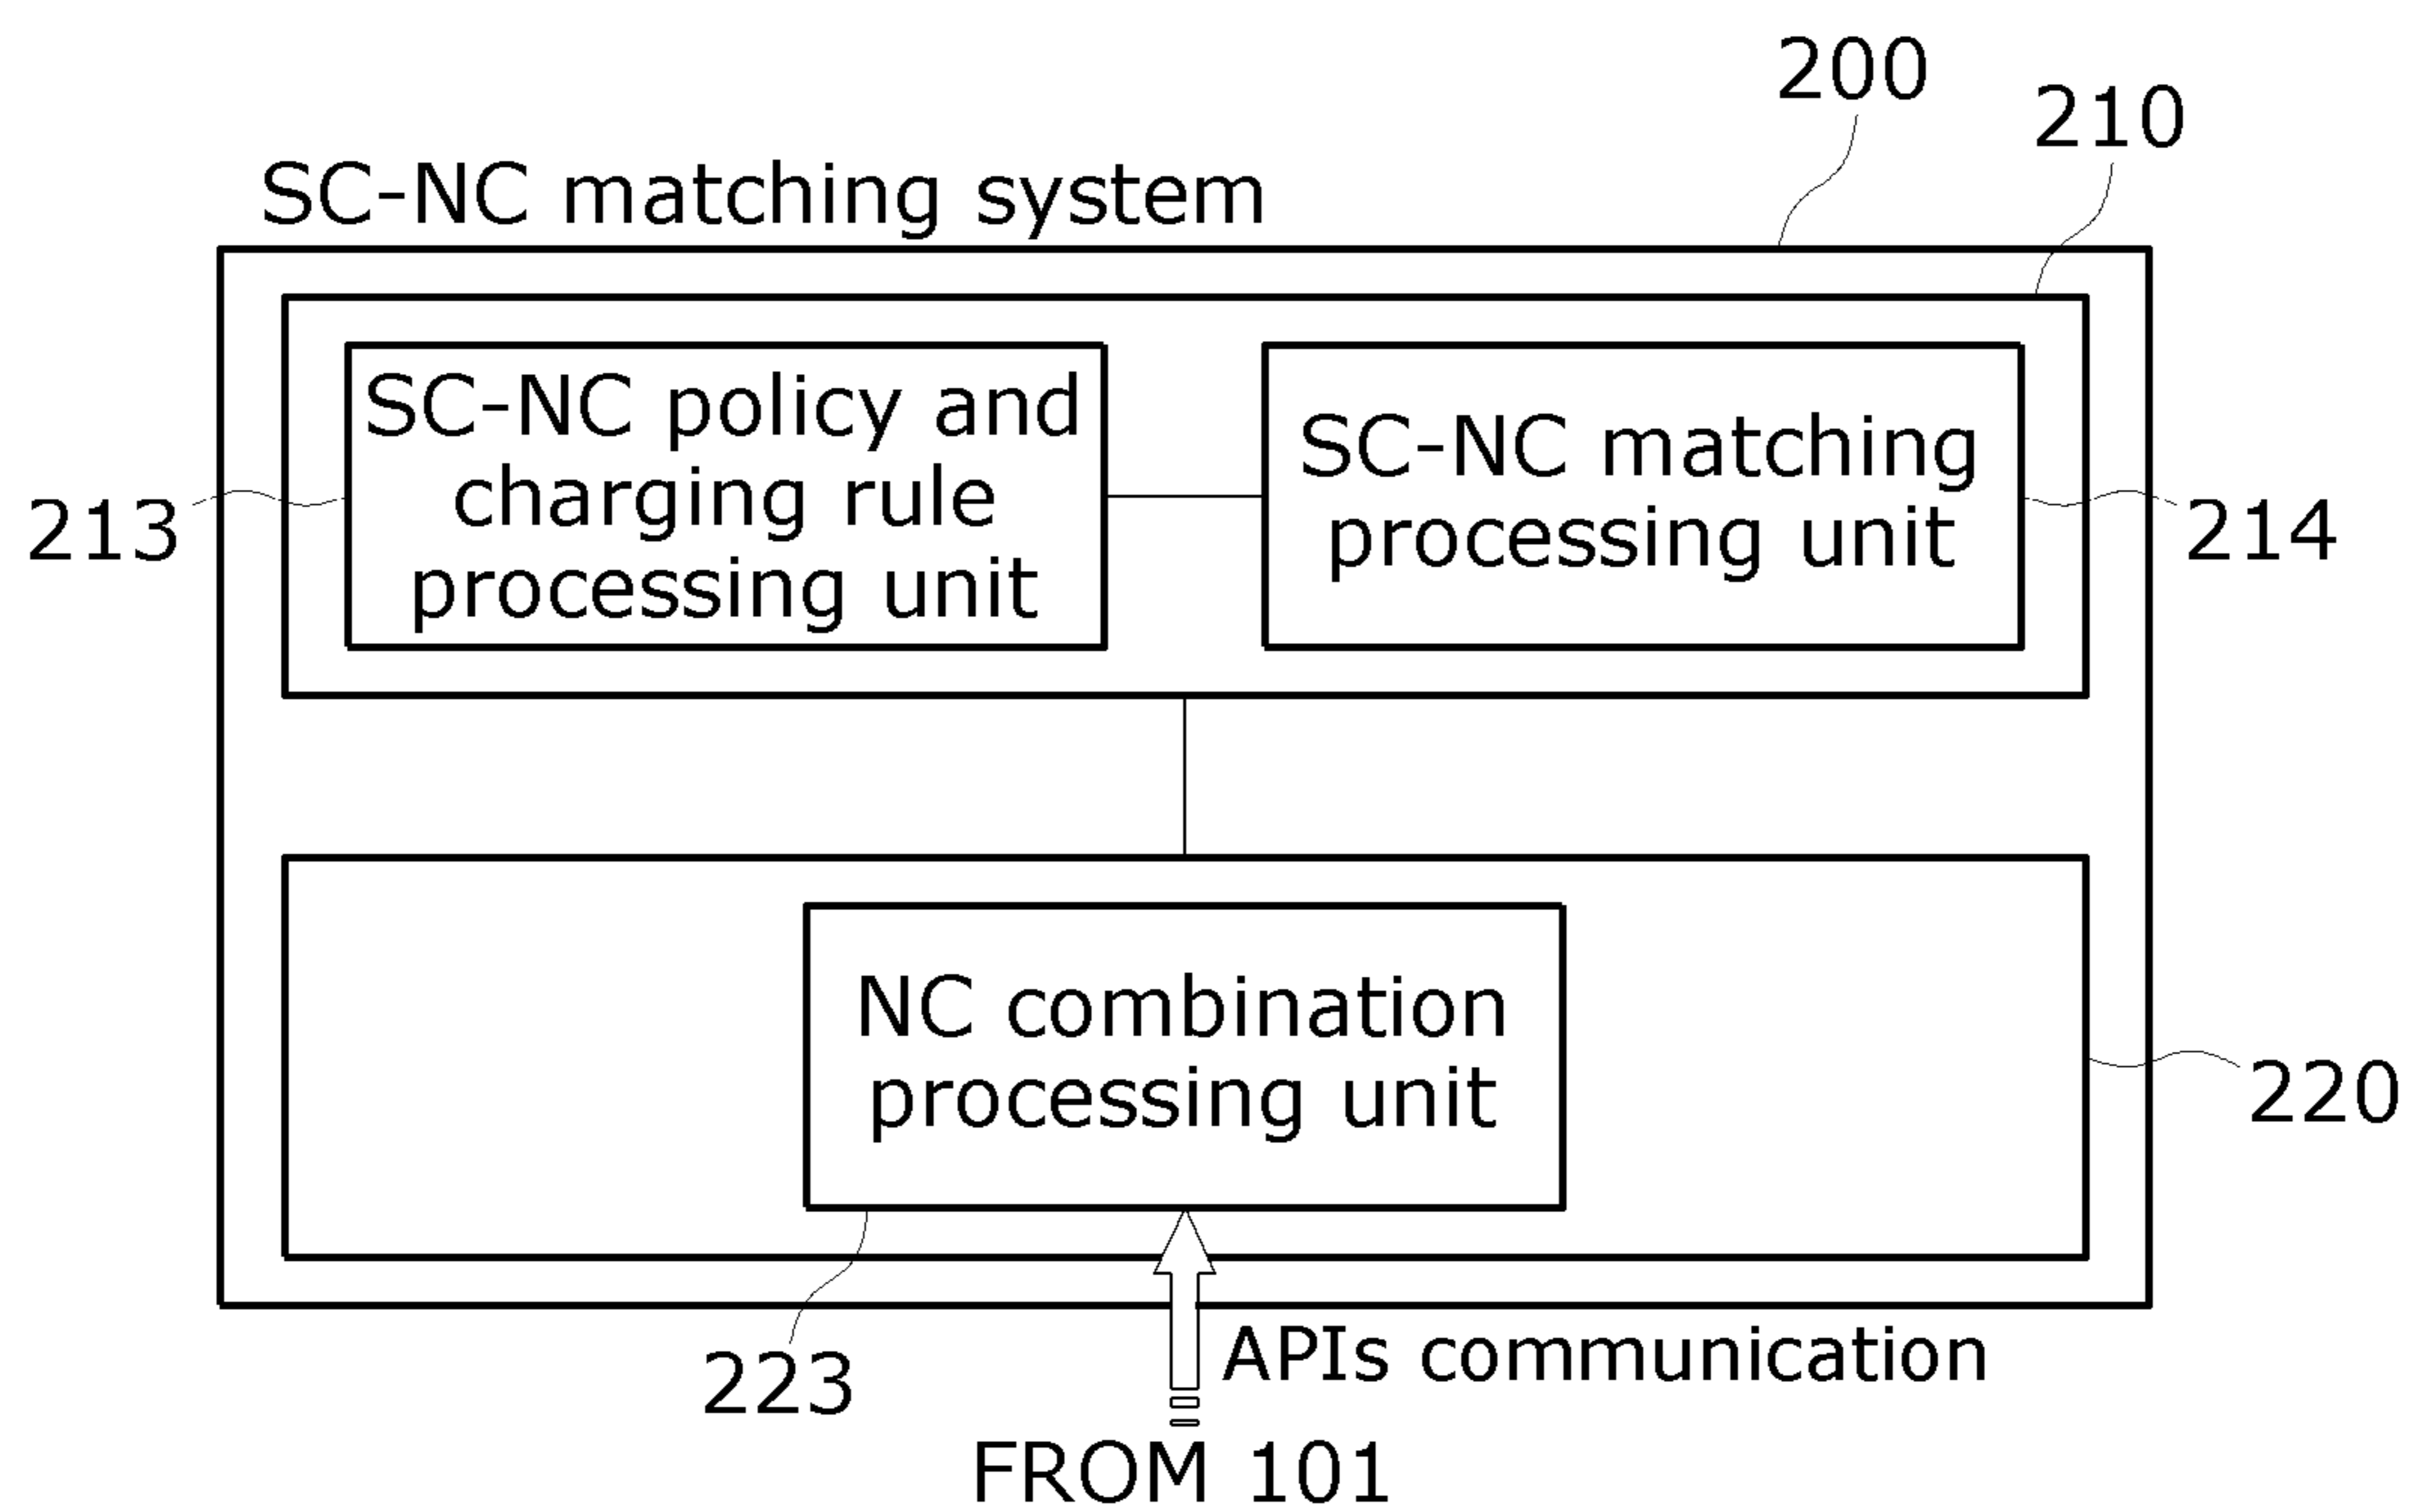 200
210
SC-NC matching system
SC-NC policy and
charging rule
processing unit
SC-NC matching
processing unit
213
214
NC combination
processing unit
220
223
APIs communication
FROM 101